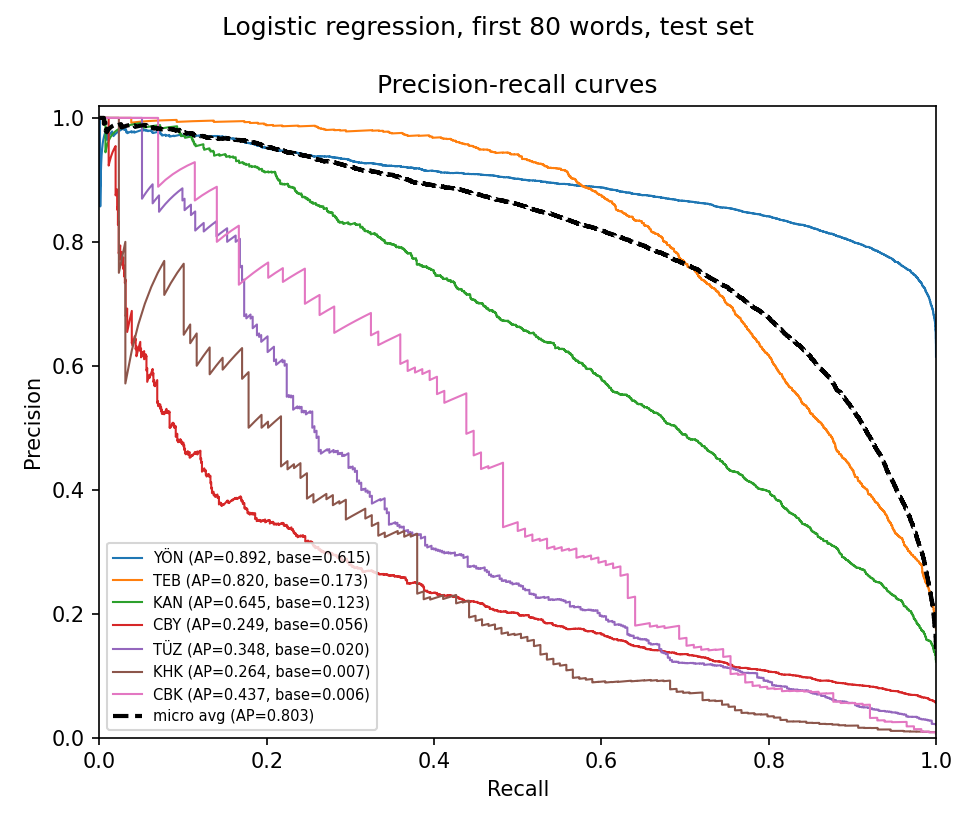 Logistic regression, first 80 words, test set
Precision-recall curves
Precision
1.0
0.8
0.6
0.4
0.2
0.0
YÖN (AP=0.892, base=0.615)
TEB (AP=0.820, base=0.173)
KAN (AP=0.645, base=0.123)
CBY (AP=0.249, base=0.056)
TÜZ (AP=0.348, base=0.020)
KHK (AP=0.264, base=0.007)
CBK (AP=0.437, base=0.006)
micro avg (AP=0.803)
0.0 0.2 0.4 0.6 0.8 1.0
Recall